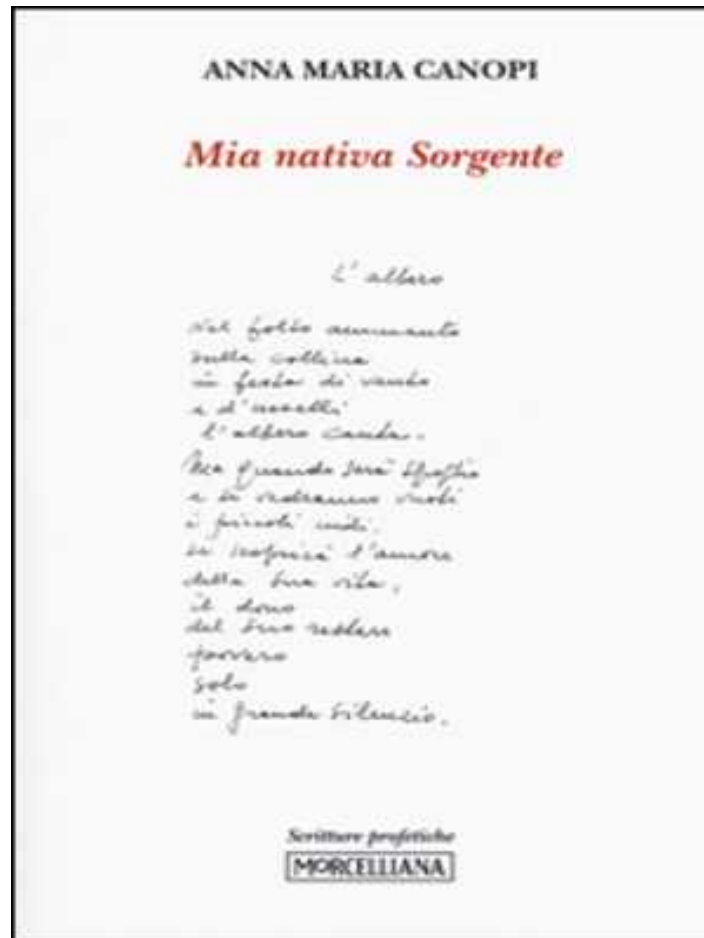 ANNA MARIA CANOPI
Mia nativa Sorgente
L'albero
Nel folto ammanto
sulla collina
in festa di vento
e d'uccelli
l'albero canta.
Ma quando sarà spoglio
e si vedranno vuoti
i piccoli nidi,
si scoprirà l'amore
della sua vita,
il dono
del suo restare
povero
solo
in grande silenzio.
Scritture profetiche
MORCELLIANA